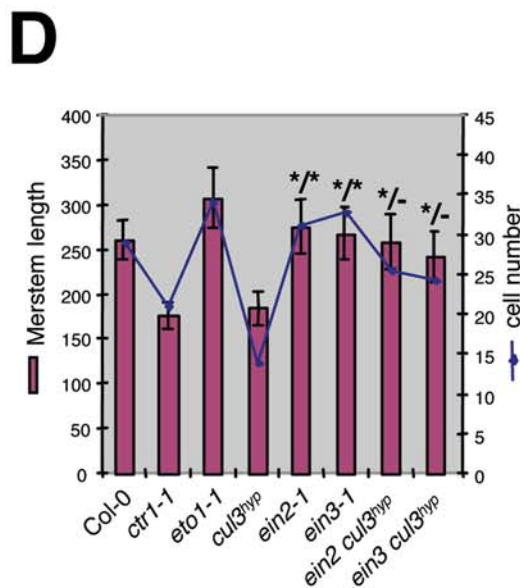 D
Merstem length
cell number
400
350
300
250
200
150
100
50
0
45
40
35
30
25
20
15
10
5
0
*/*
*/*
*/-
*/-
Col-0
ctr1-1
eto1-1
cul3hyp
ein2-1
ein3-1
ein2 cul3hyp
ein3 cul3hyp